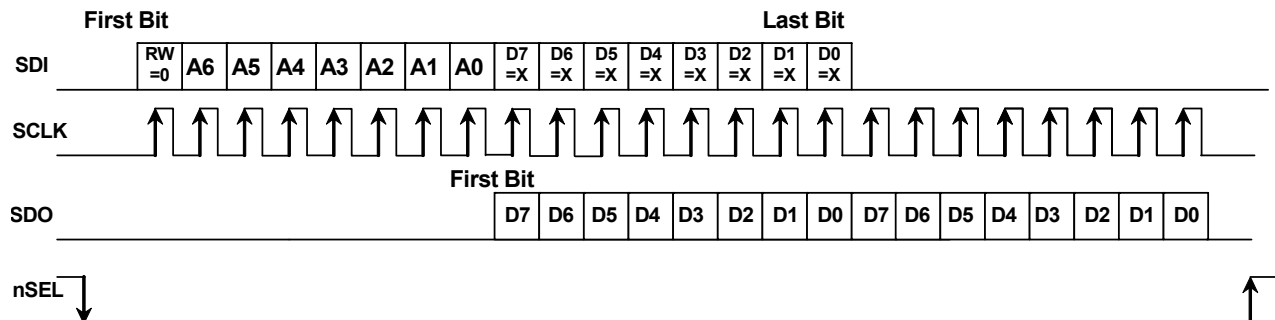 First Bit Last Bit
SDI RW =0 A6 A5 A4 A3 A2 A1 A0 D7 =X D6 =X D5 =X D4 =X D3 =X D2 =X D1 =X D0 =X
SCLK
First Bit
SDO D7 D6 D5 D4 D3 D2 D1 D0 D7 D6 D5 D4 D3 D2 D1 D0
nSEL